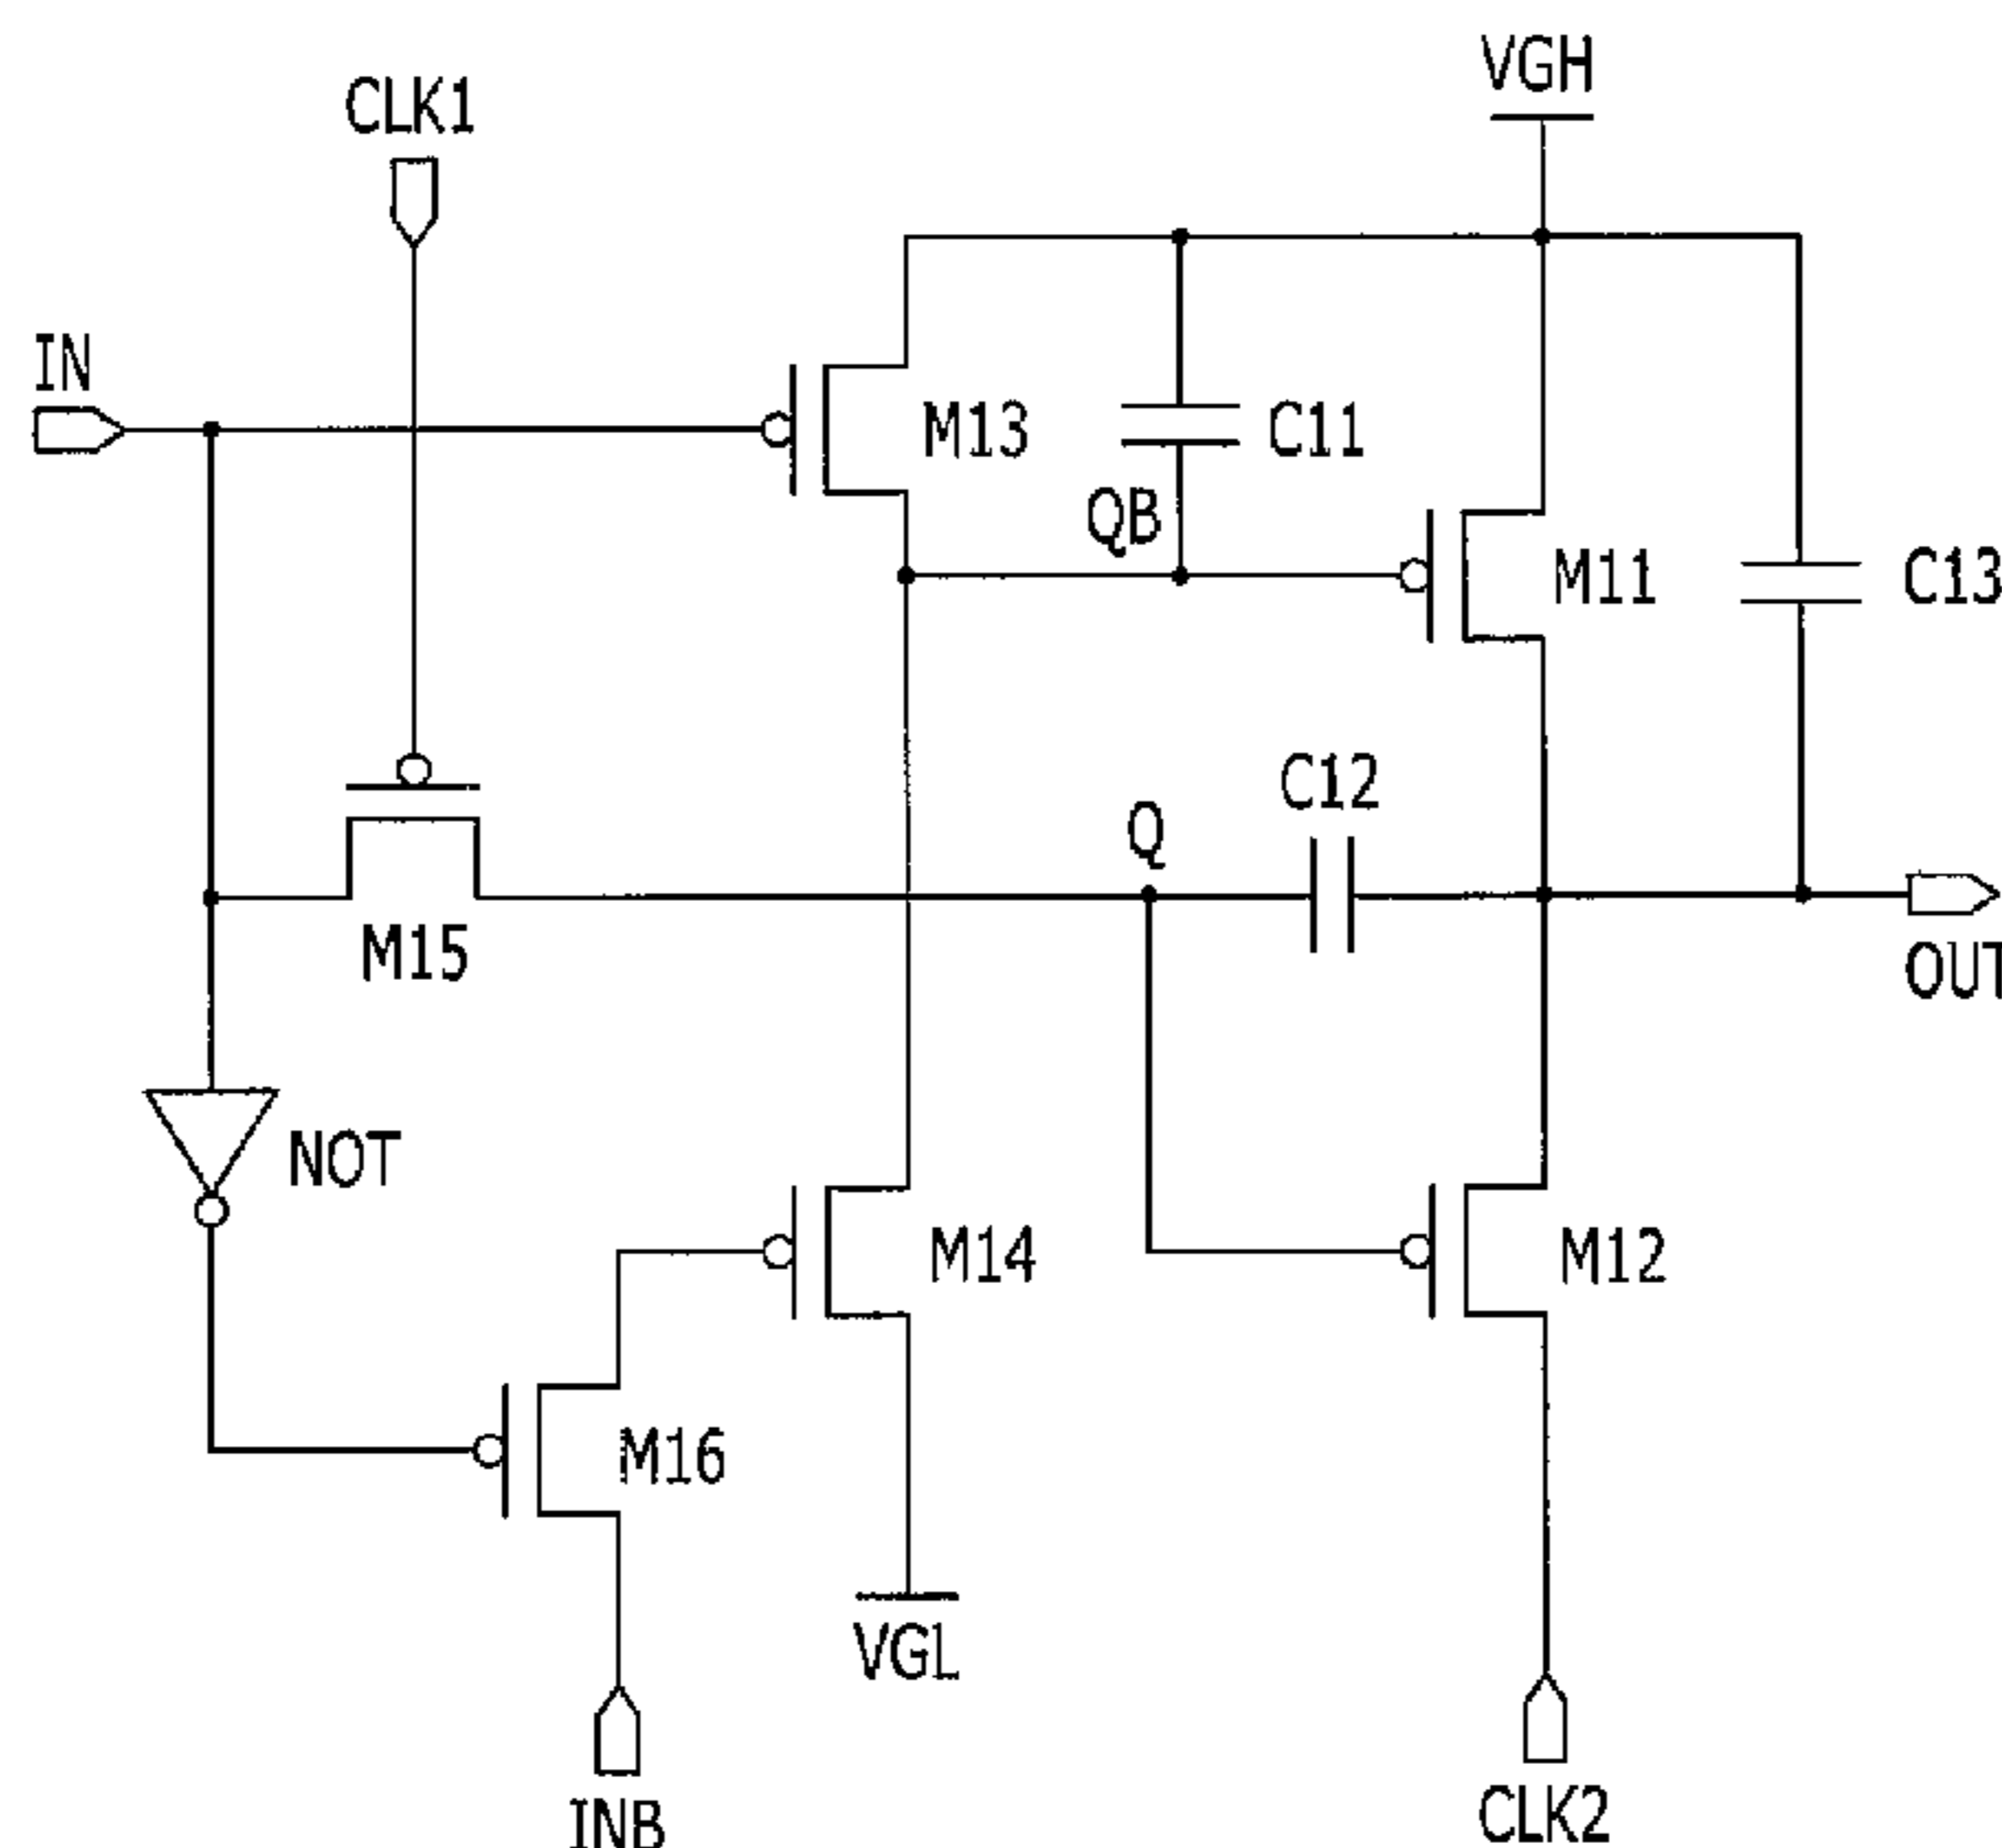 VGH
CLK1
IN
M13
C11
QB
M11
C13
C12
Q
M15
OUT
NOT
M14
M12
M16
VGL
INB
CLK2